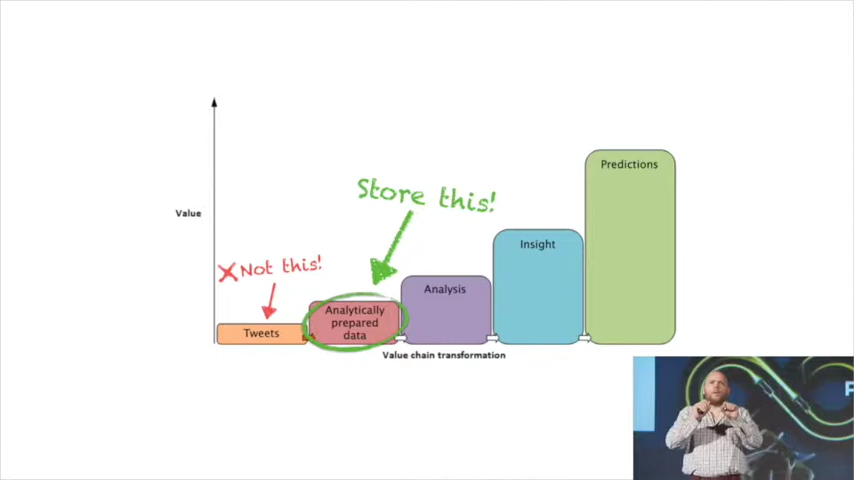 Predictions
Store this!
Value
Insight
✗ Not this!
Analysis
Analytically
prepared
data
Tweets
Value chain transformation
P